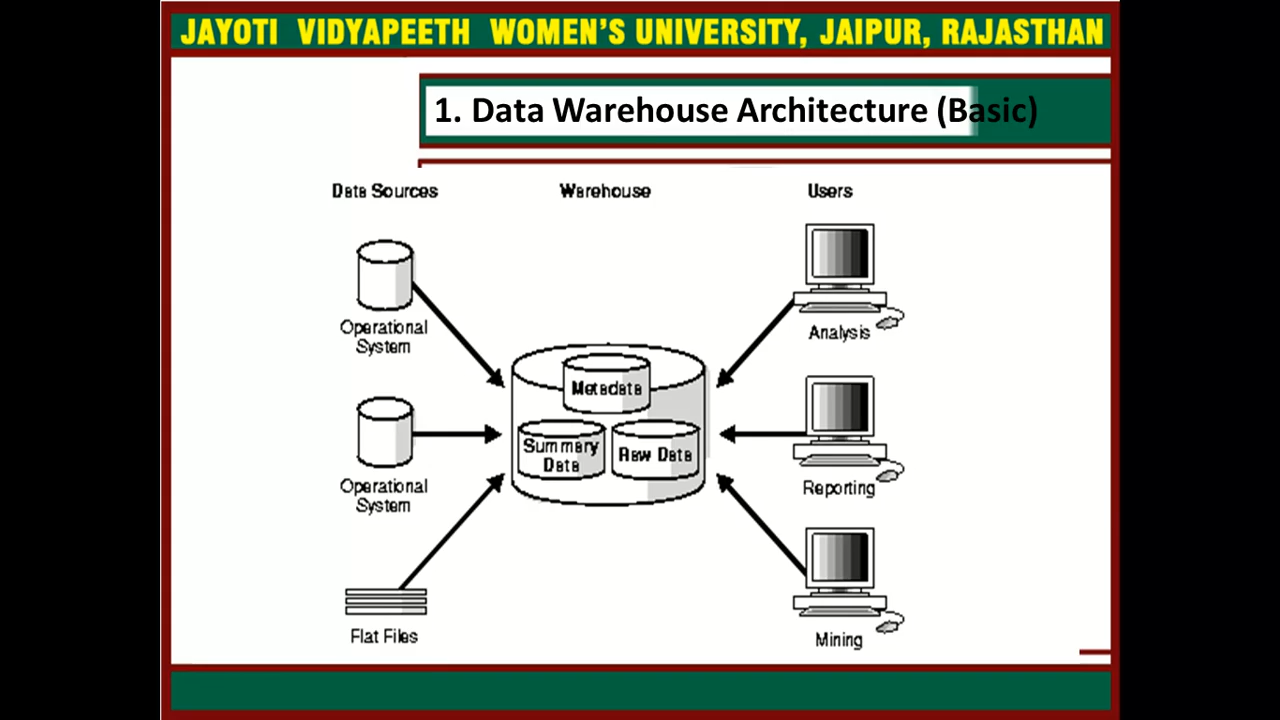 JAYOTI VIDYAPEETH WOMEN'S UNIVERSITY, JAIPUR, RAJASTHAN
1. Data Warehouse Architecture (Basic)
Data Sources
Warehouse
Users
Operational
System
Analysis
Metadata
Summary
Data
Raw Data
Operational
System
Reporting
Flat Files
Mining